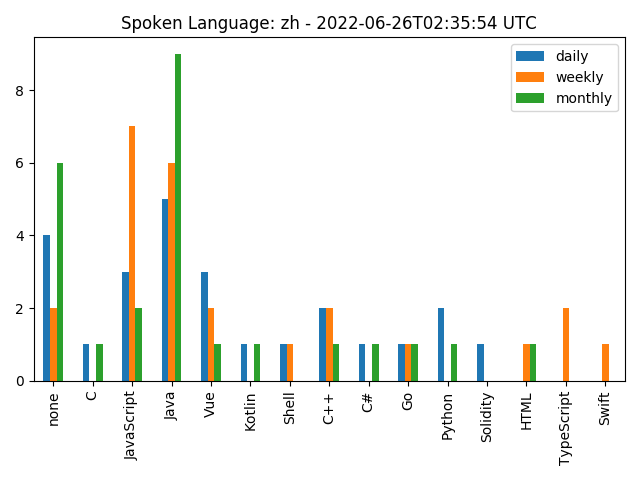 Spoken Language: zh - 2022-06-26T02:35:54 UTC
daily
weekly
monthly
8
6
4
2
0
none
C
JavaScript
Java
Vue
Kotlin
Shell
C++
C#
Go
Python
Solidity
HTML
TypeScript
Swift